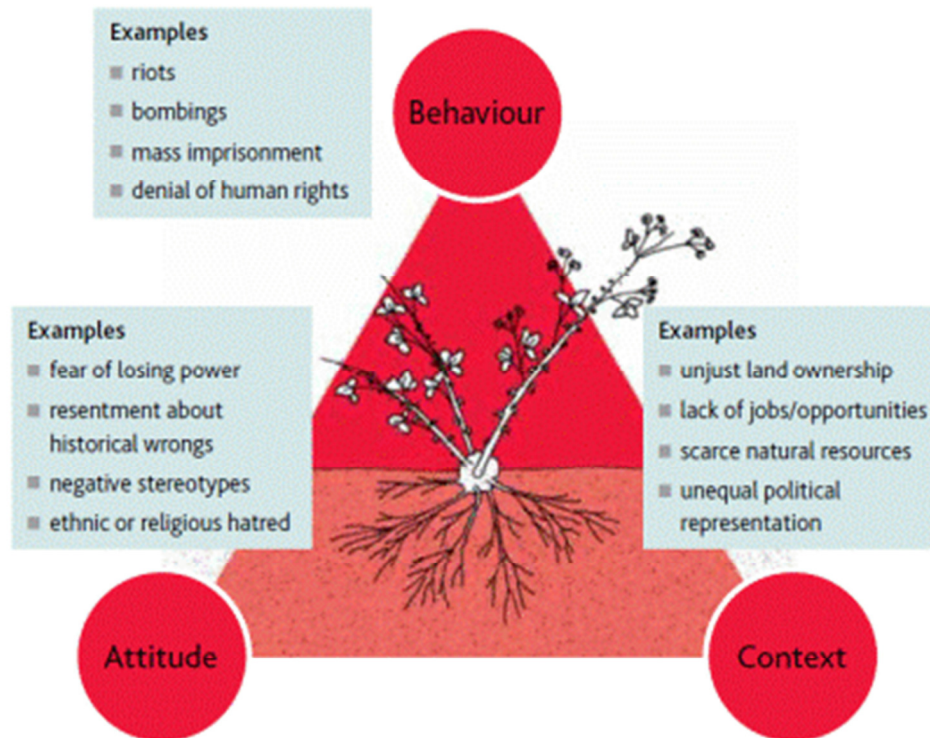 Examples
riots
bombings
mass imprisonment
denial of human rights
Behaviour
Examples
fear of losing power
resentment about
historical wrongs
negative stereotypes
ethnic or religious hatred
Examples
unjust land ownership
lack of jobs/opportunities
scarce natural resources
unequal political
representation
Attitude
Context